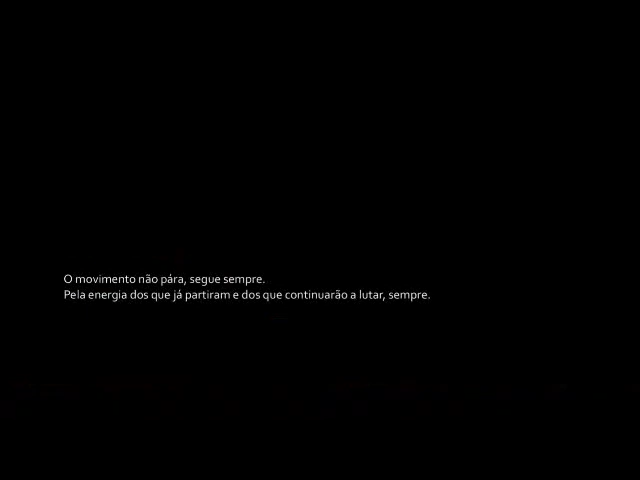 O movimento não pára, segue sempre.
Pela energia dos que já partiram e dos que continuarão a lutar, sempre.